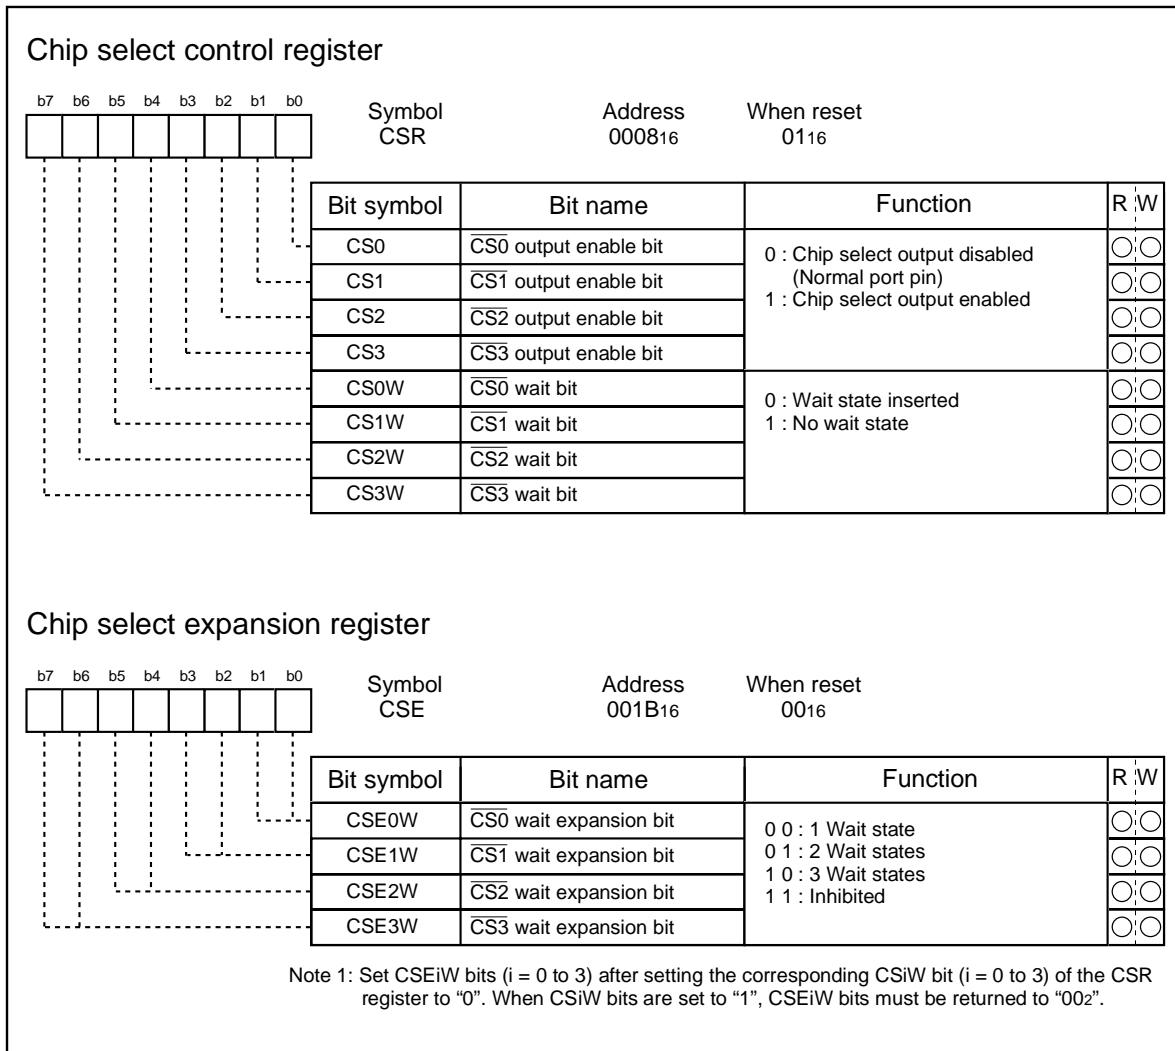 Chip select control register
b7 b6 b5 b4 b3 b2 b1 b0
Symbol Address When reset
CSR 000816 0116
Bit symbol Bit name Function R W
CS0 CS0 output enable bit
CS1 CS1 output enable bit
CS2 CS2 output enable bit
CS3 CS3 output enable bit
0 : Chip select output disabled
(Normal port pin)
1 : Chip select output enabled
CS0W CS0 wait bit
CS1W CS1 wait bit
CS2W CS2 wait bit
CS3W CS3 wait bit
0 : Wait state inserted
1 : No wait state
Chip select expansion register
b7 b6 b5 b4 b3 b2 b1 b0
Symbol Address When reset
CSE 001B16 0016
Bit symbol Bit name Function R W
CSE0W CS0 wait expansion bit
CSE1W CS1 wait expansion bit
CSE2W CS2 wait expansion bit
CSE3W CS3 wait expansion bit
0 0 : 1 Wait state
0 1 : 2 Wait states
1 0 : 3 Wait states
1 1 : Inhibited
Note 1: Set CSEiW bits (i = 0 to 3) after setting the corresponding CSiW bit (i = 0 to 3) of the CSR
register to “0”. When CSiW bits are set to “1”, CSEiW bits must be returned to “002”.